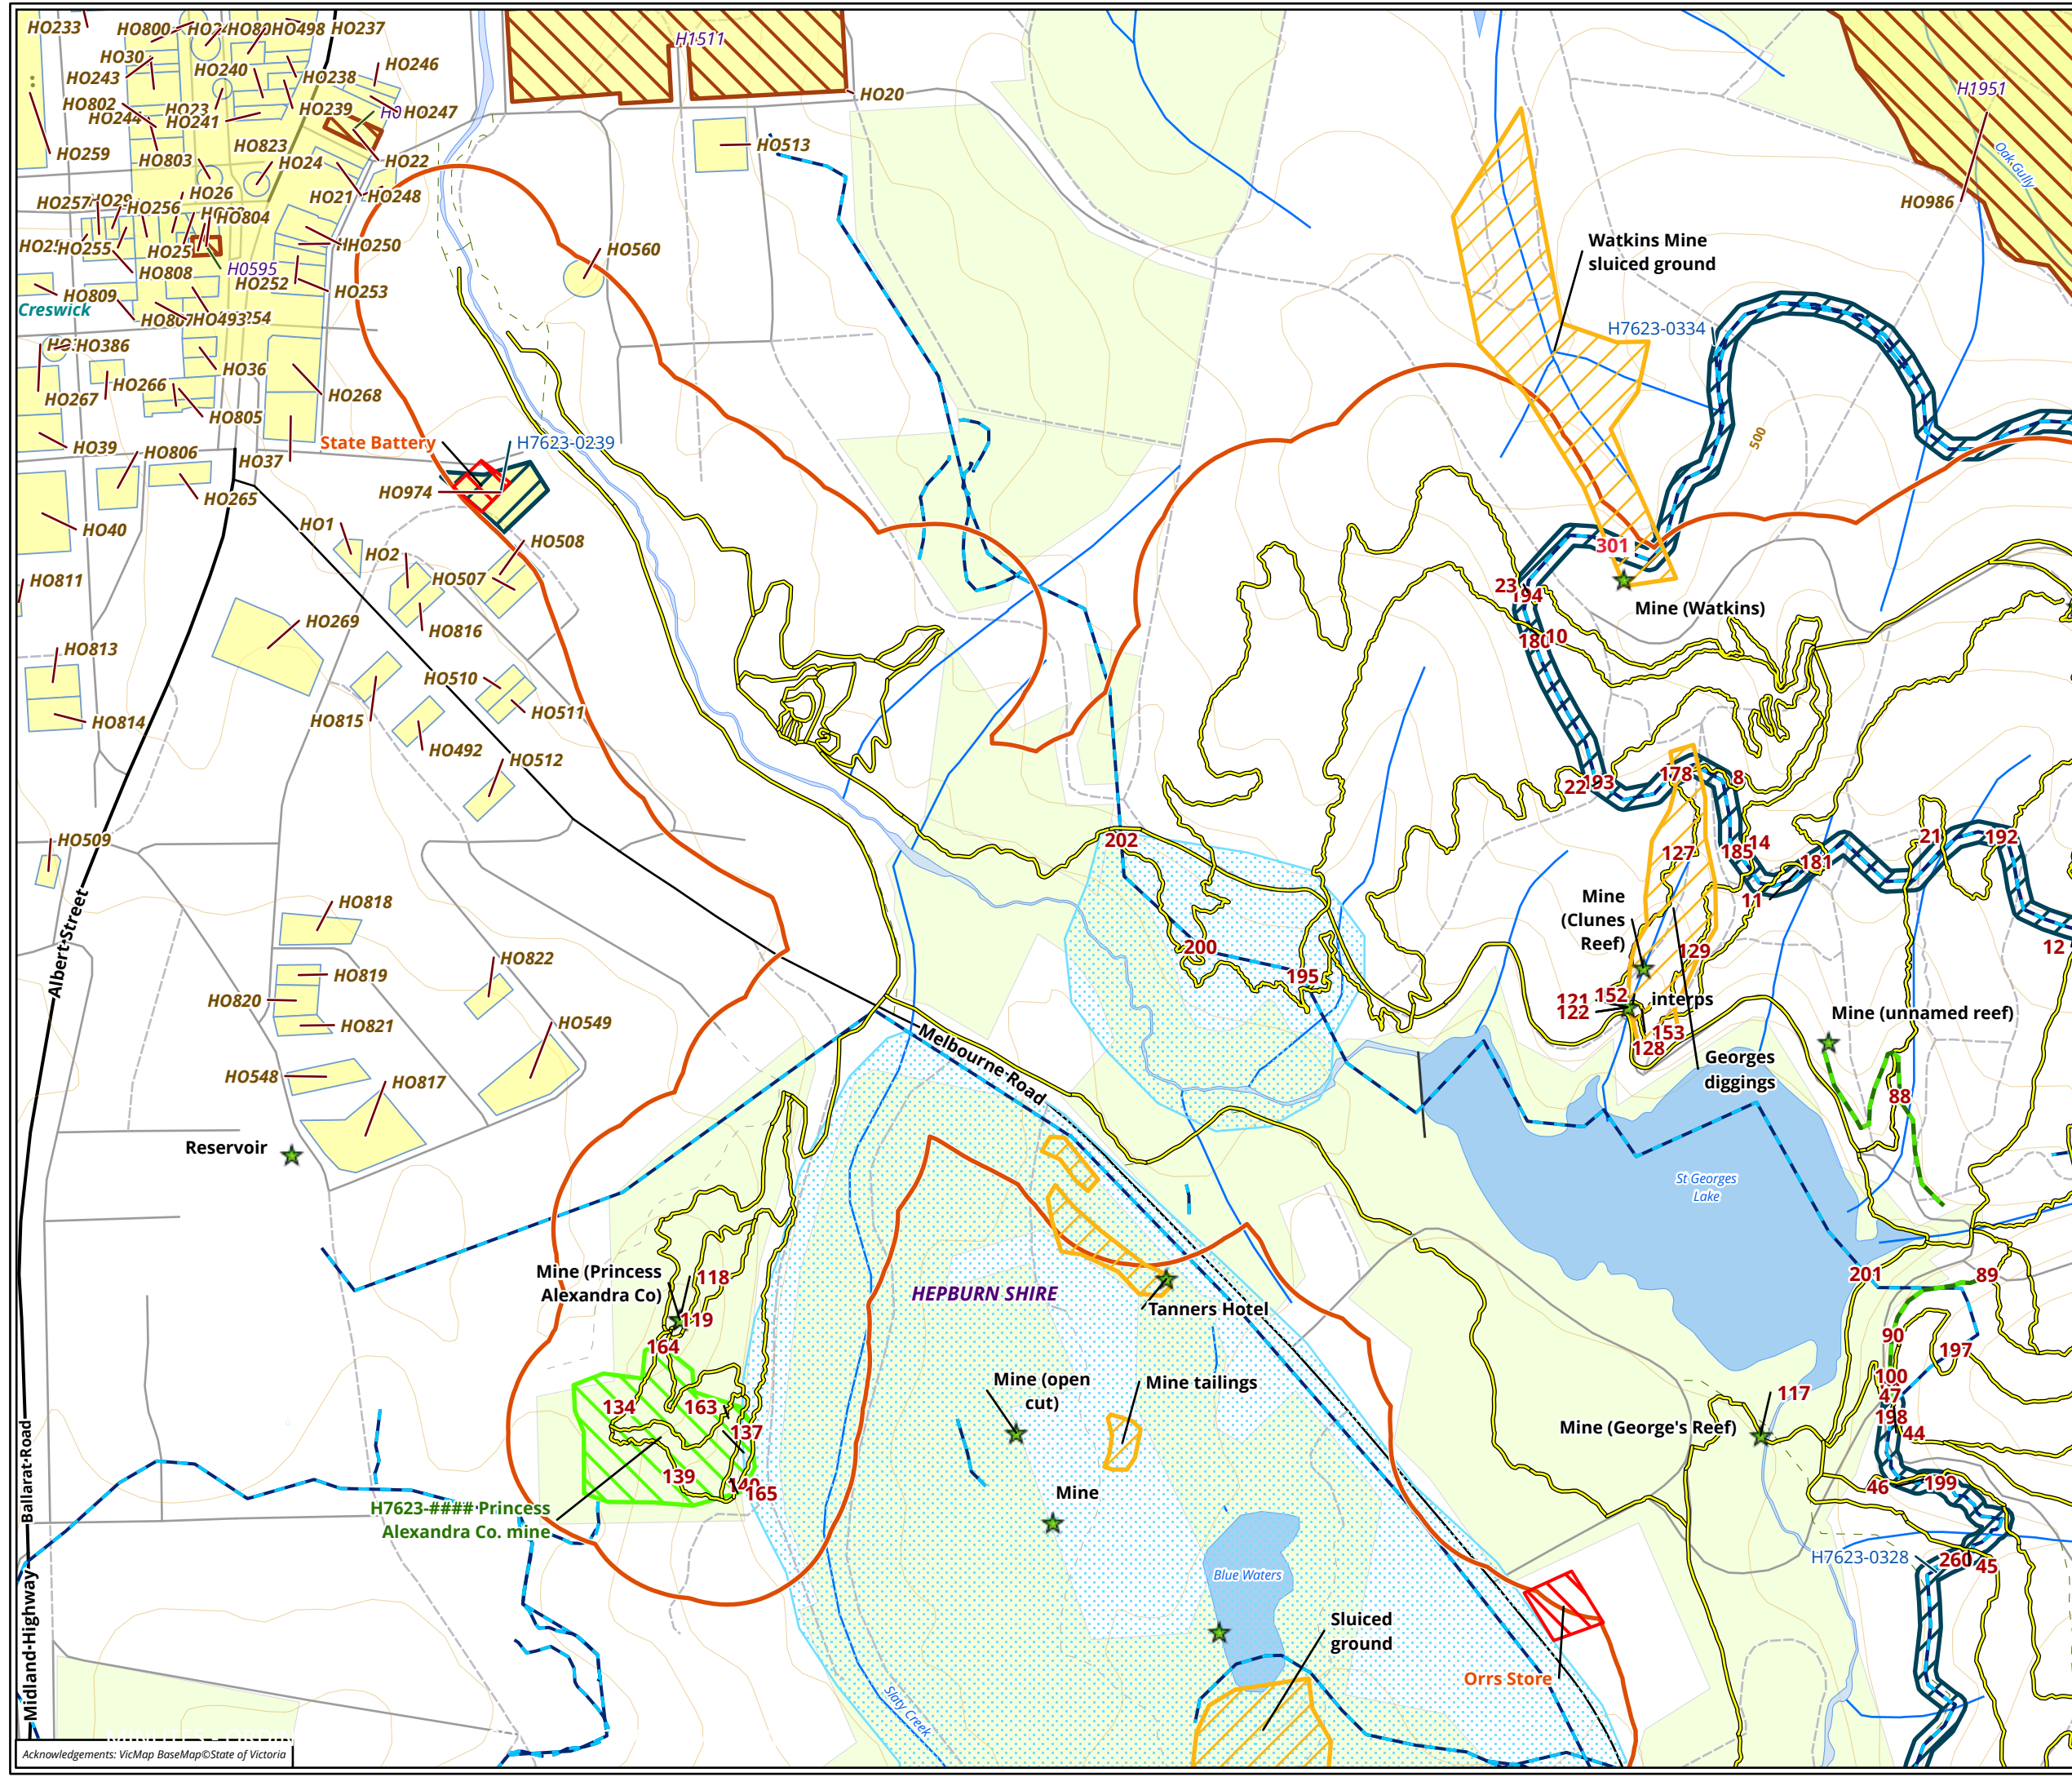 HO233
HO800
HO498
HO237
HO30
HO243
HO240
HO238
HO246
HO802
HO244
HO23
HO241
HO239
HO247
HO259
HO803
HO823
HO24
HO22
HO257
HO256
HO26
HO804
HO21
HO248
HO255
HO25
HO250
HO808
H0595
HO252
HO253
HO809
Creswick
HO807
HO493
HO386
HO36
HO266
HO267
HO268
HO805
HO39
HO806
HO37
HO265
HO40
HO1
HO2
HO811
HO813
HO814
HO269
HO815
HO816
HO492
HO507
HO508
HO510
HO511
HO512
HO509
HO818
HO819
HO820
HO821
HO822
HO549
HO548
HO817
H1511
HO20
HO513
HO560
State Battery
H7623-0239
HO974
H1951
Oak Gully
HO986
Watkins Mine
sluiced ground
H7623-0334
500
301
23
194
Mine (Watkins)
180
10
22
193
178
8
14
185
127
181
11
21
192
12
202
200
195
Mine
(Clunes
Reef)
129
121
122
152
interps
153
128
Georges
diggings
Mine (unnamed reef)
88
St Georges
Lake
201
89
90
197
100
47
198
44
117
Mine (George's Reef)
46
199
H7623-0328
260
45
Albert Street
Melbourne Road
Reservoir
Mine (Princess
Alexandra Co)
118
119
164
134
163
137
139
165
H7623-#### Princess
Alexandra Co. mine
HEPBURN SHIRE
Tanners Hotel
Mine (open
cut)
Mine tailings
Mine
Blue Waters
Sluiced
ground
Orrs Store
Slaty Creek
Ballarat Road
Midland Highway
Acknowledgements: VicMap BaseMap©State of Victoria